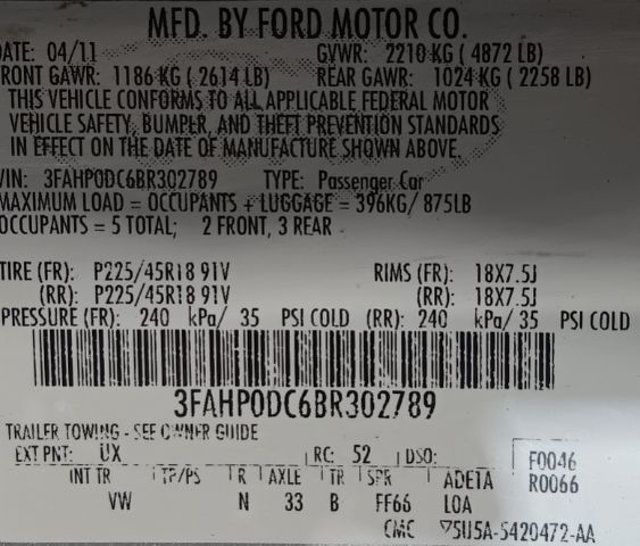 MFD. BY FORD MOTOR CO.
DATE: 04/11 GVWR: 2210 KG ( 4872 LB)
FRONT GAWR: 1186 KG ( 2614 LB) REAR GAWR: 1024 KG ( 2258 LB)
THIS VEHICLE CONFORMS TO ALL APPLICABLE FEDERAL MOTOR
VEHICLE SAFETY, BUMPER, AND THEFT PREVENTION STANDARDS
IN EFFECT ON THE DATE OF MANUFACTURE SHOWN ABOVE.
VIN: 3FAHP0DC6BR302789 TYPE: Passenger Car
MAXIMUM LOAD = OCCUPANTS + LUGGAGE = 396KG/ 875LB
OCCUPANTS = 5 TOTAL; 2 FRONT, 3 REAR
TIRE (FR): P225/45R18 91V RIMS (FR): 18X7.5J
(RR): P225/45R18 91V (RR): 18X7.5J
PRESSURE (FR): 240 kPa/ 35 PSI COLD (RR): 240 kPa/ 35 PSI COLD
3FAHP0DC6BR302789
TRAILER TOWING - SEE OWNER GUIDE
EXT PNT: UX RC: 52 DSO: F0046
INT TR TP/PS R AXLE TR SPR ADE1A R0066
VW N 33 B FF66 L0A
CMC ▽5U5A-5420472-AA